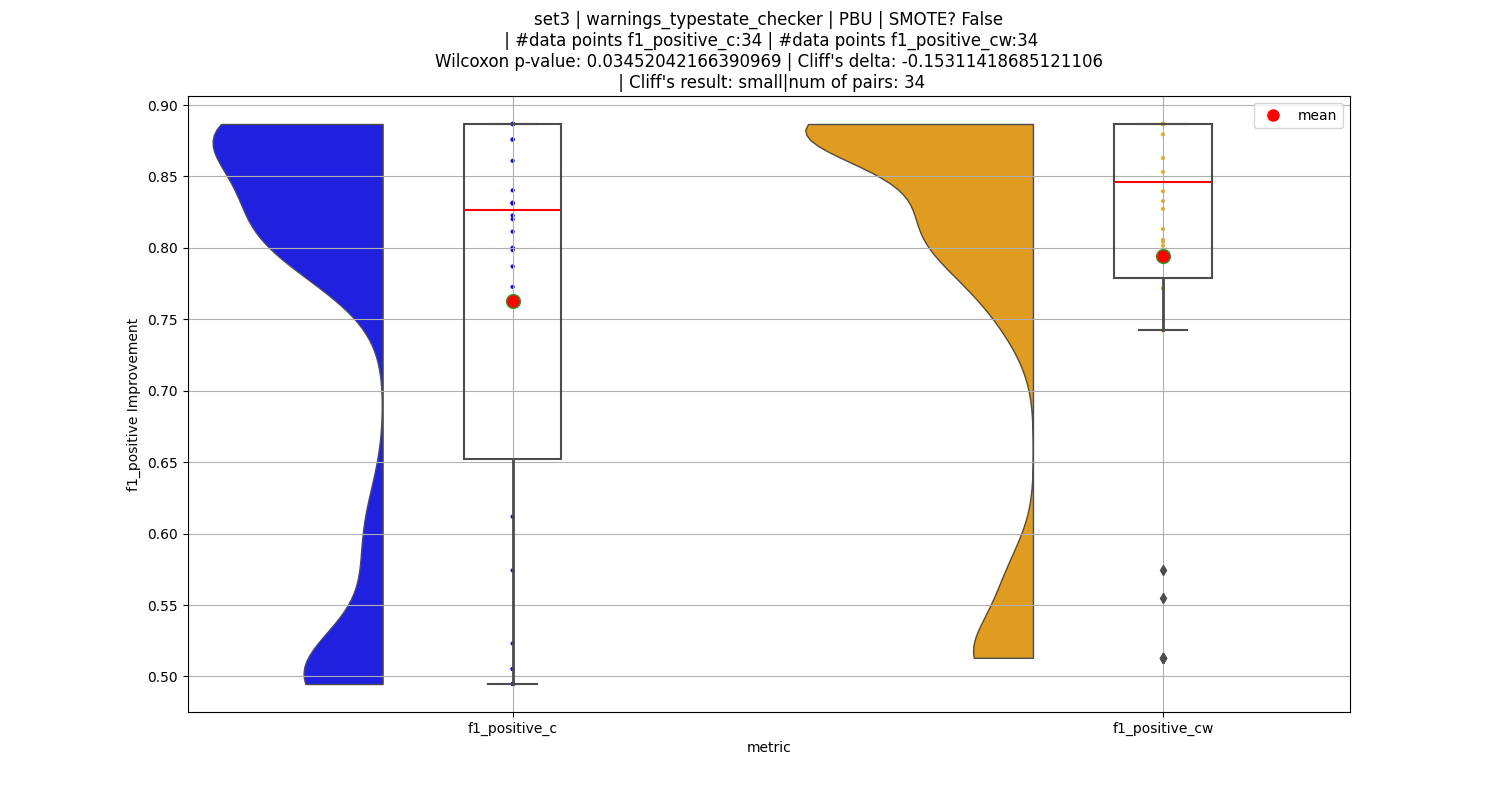 set3 | warnings_typestate_checker | PBU | SMOTE? False
| #data points f1_positive_c:34 | #data points f1_positive_cw:34
Wilcoxon p-value: 0.03452042166390969 | Cliff's delta: -0.15311418685121106
| Cliff's result: small|num of pairs: 34
mean
0.90
0.85
0.80
0.75
0.70
0.65
0.60
0.55
0.50
f1_positive Improvement
f1_positive_c
f1_positive_cw
metric